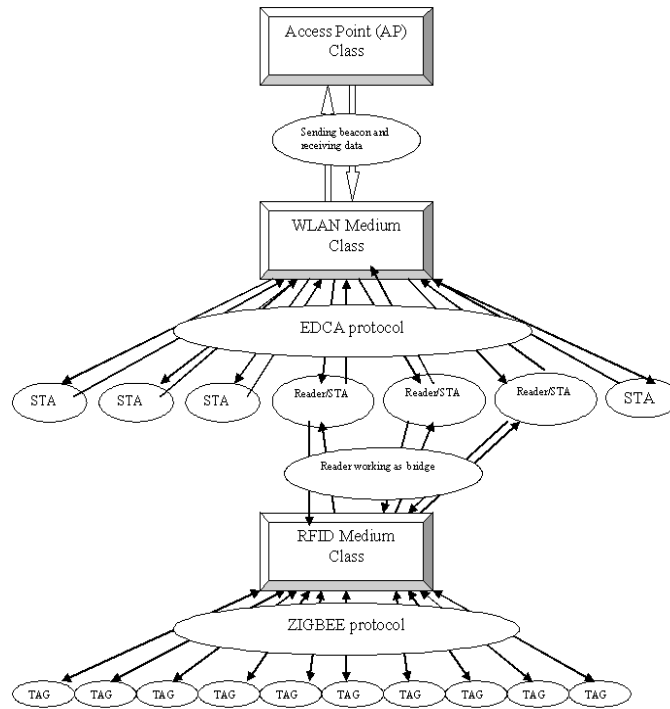 Access Point (AP)
Class
Sending beacon and
receiving data
WLAN Medium
Class
EDCA protocol
STA
STA
STA
Reader/STA
Reader/STA
Reader/STA
STA
Reader working as bridge
RFID Medium
Class
ZIGBEE protocol
TAG
TAG
TAG
TAG
TAG
TAG
TAG
TAG
TAG
TAG